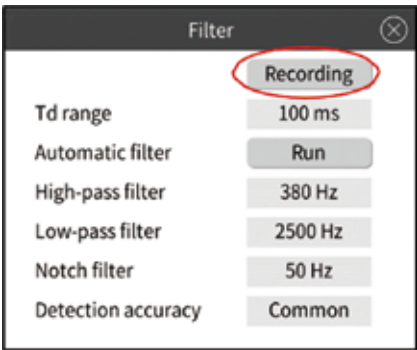 Filter
Recording
Td range 100 ms
Automatic filter Run
High-pass filter 380 Hz
Low-pass filter 2500 Hz
Notch filter 50 Hz
Detection accuracy Common